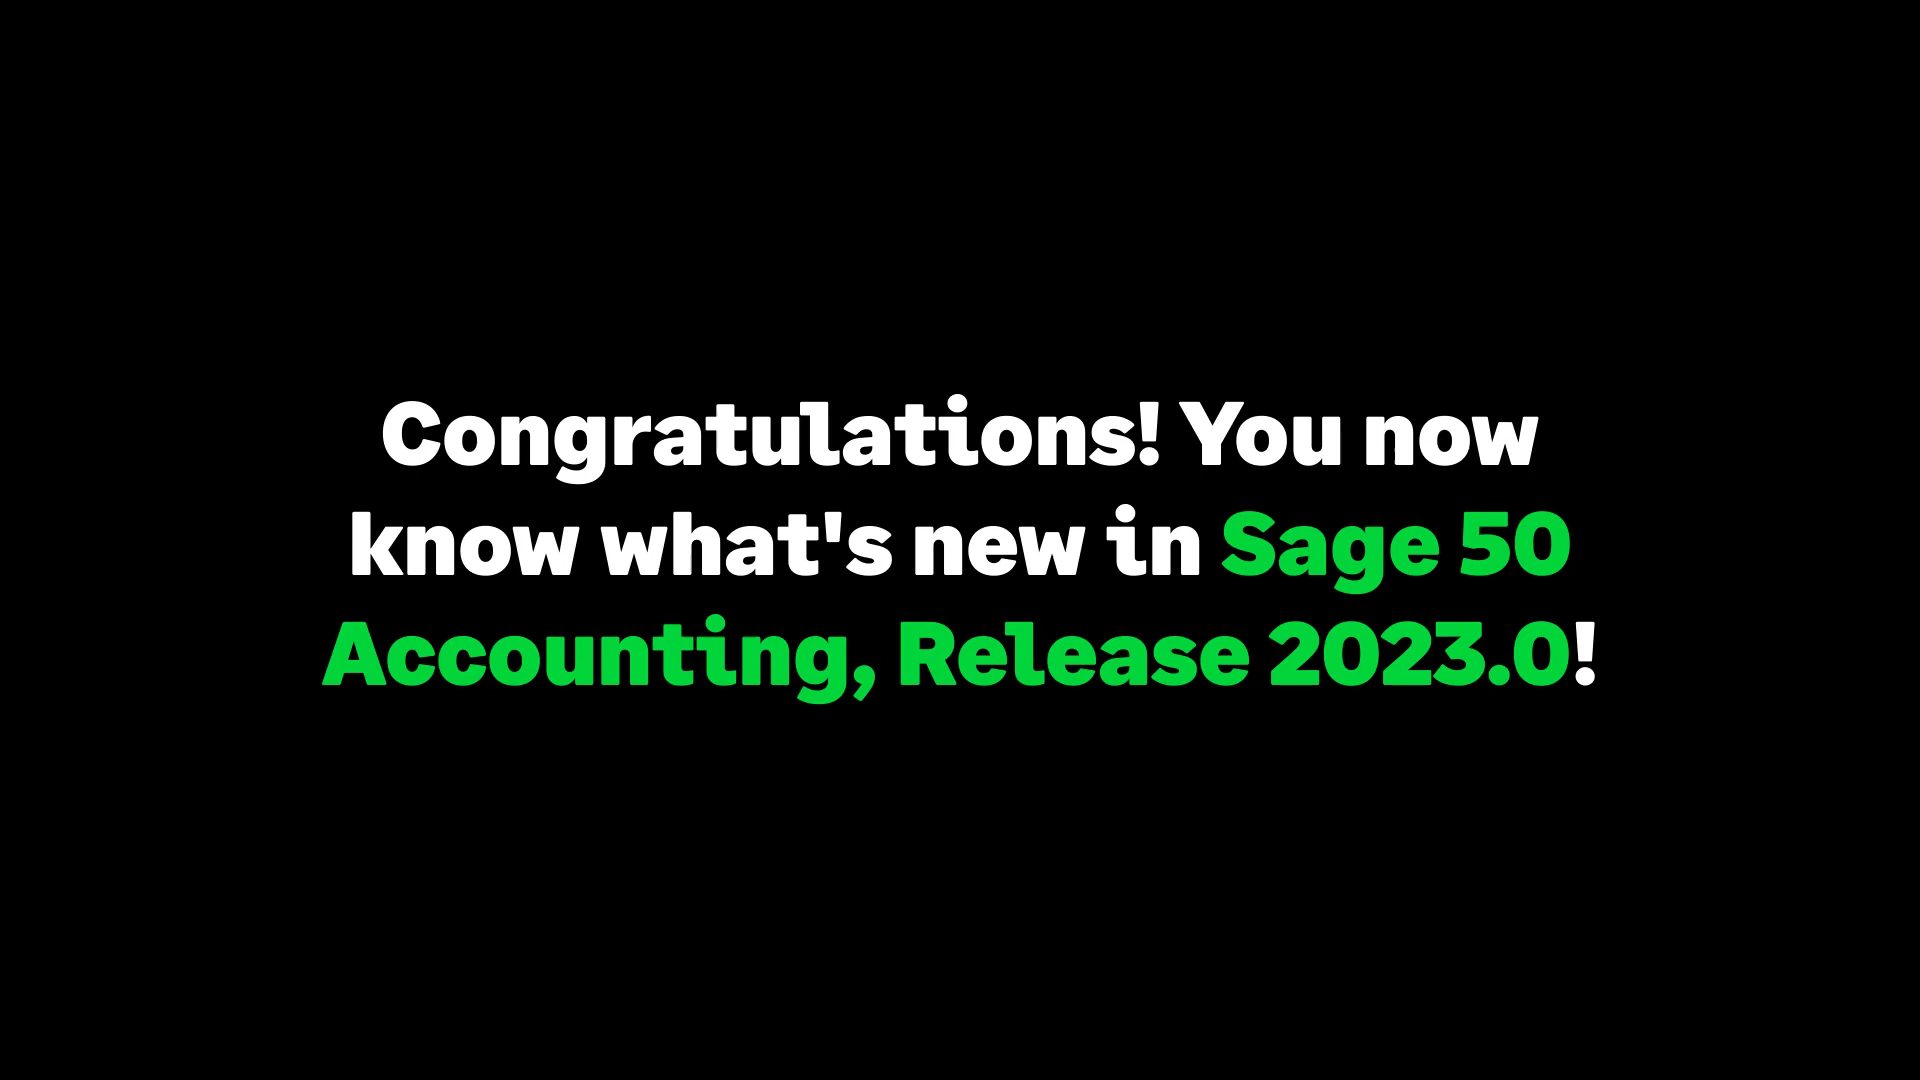 Congratulations! You now
know what's new in Sage 50
Accounting, Release 2023.0!